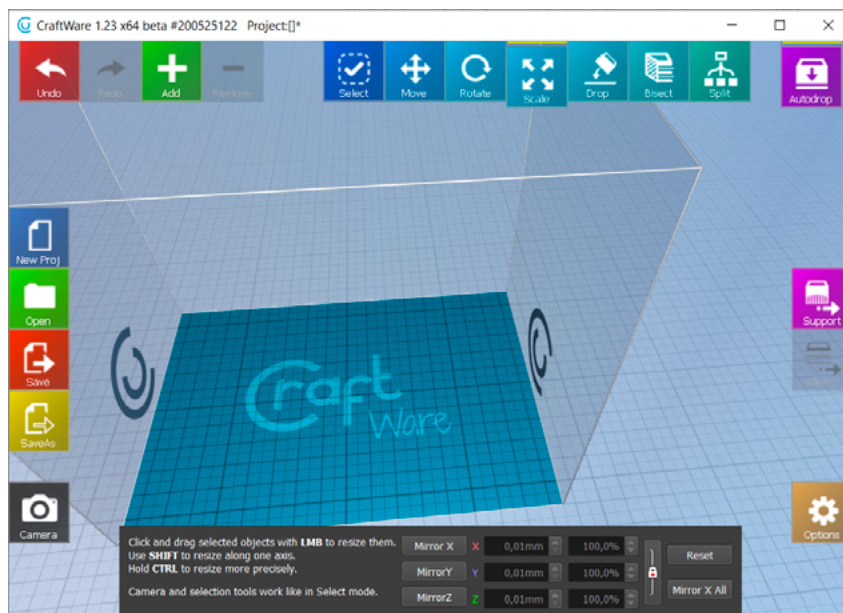 CraftWare 1.23 x64 beta #200525122 Project:[]*
Undo
Redo
Add
Remove
Select
Move
Rotate
Scale
Drop
Bisect
Split
Autodrop
New Proj
Open
Save
SaveAs
Camera
Support
Options
Craft
Ware
Click and drag selected objects with LMB to resize them.
Use SHIFT to resize along one axis.
Hold CTRL to resize more precisely.
Camera and selection tools work like in Select mode.
Mirror X X 0,01mm 100,0%
MirrorY Y 0,01mm 100,0%
MirrorZ Z 0,01mm 100,0%
Reset
Mirror X All